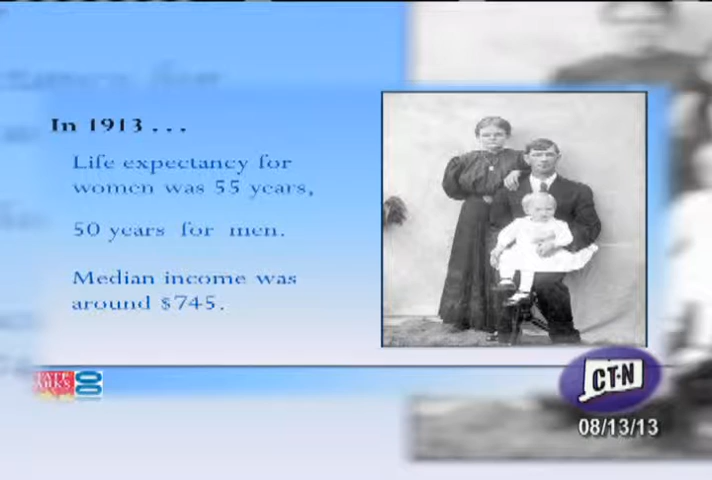 In 1913 . . .
Life expectancy for
women was 55 years,
50 years for men.
Median income was
around $745.
100
CT-N
08/13/13